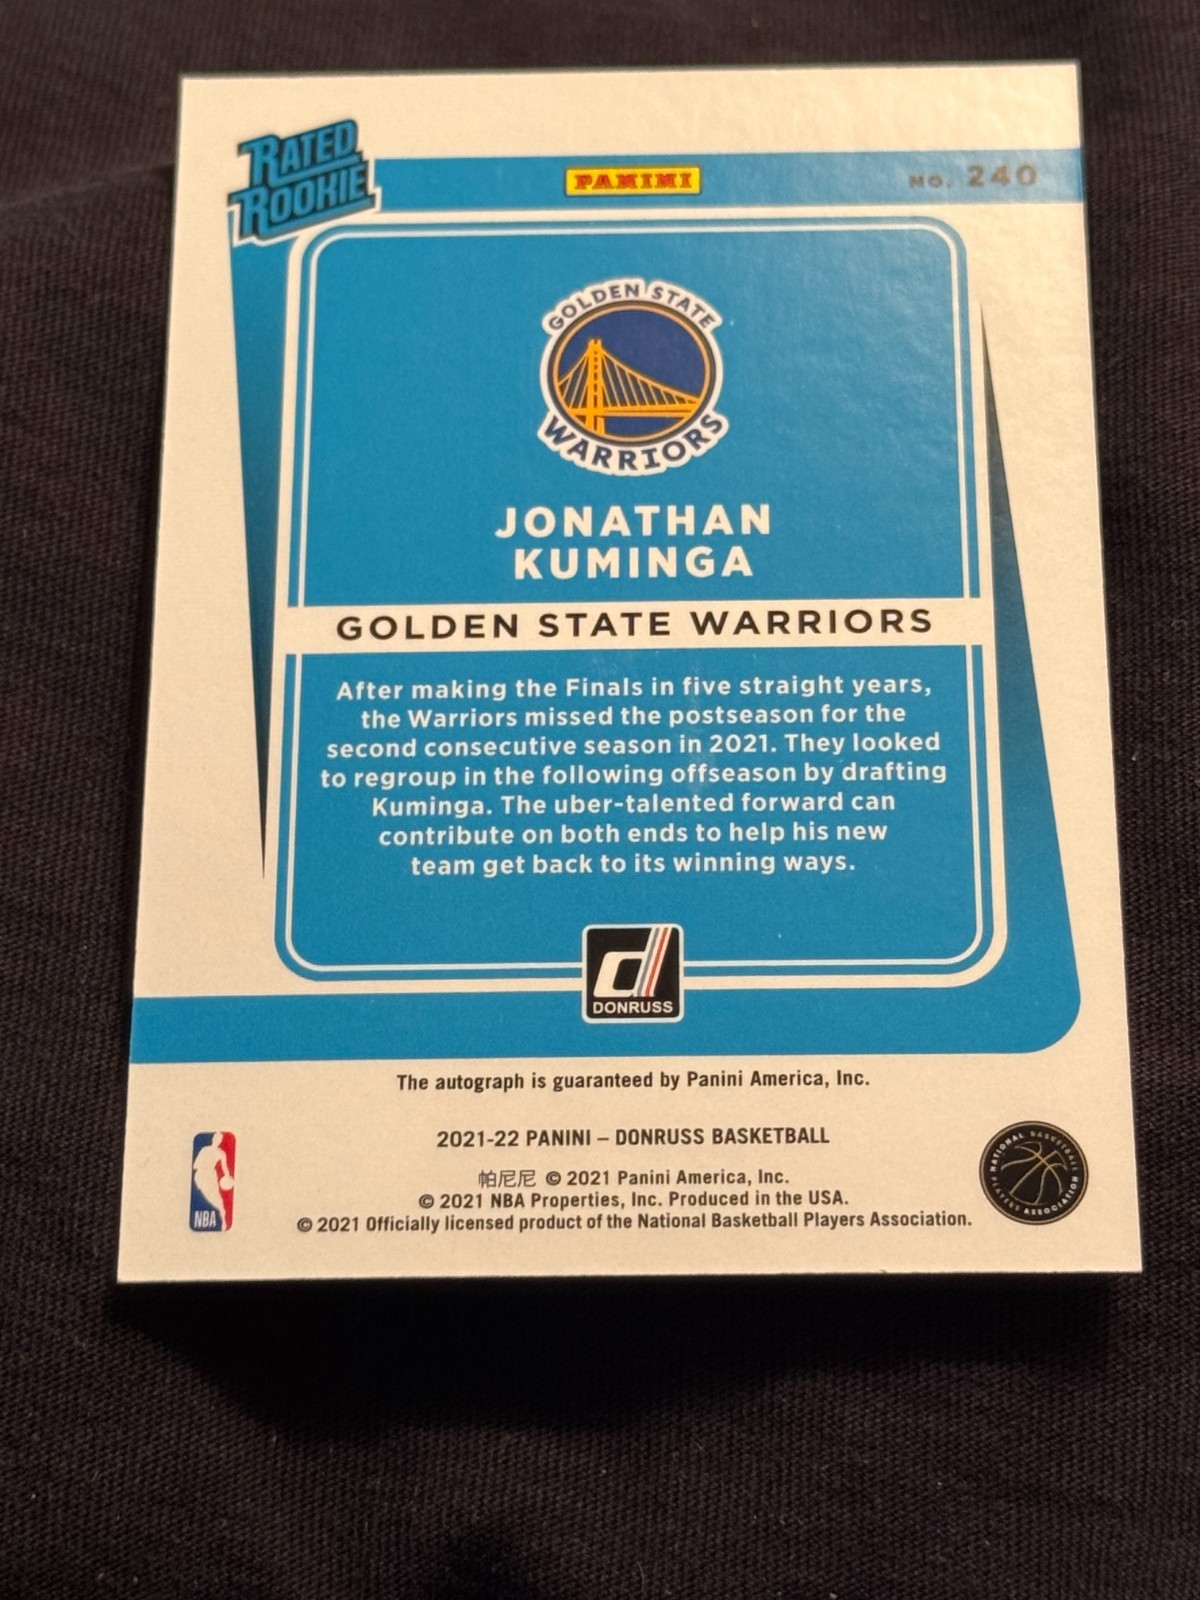 RATED
ROOKIE
PANINI
NO. 240
GOLDEN STATE
WARRIORS
JONATHAN
KUMINGA
GOLDEN STATE WARRIORS
After making the Finals in five straight years,
the Warriors missed the postseason for the
second consecutive season in 2021. They looked
to regroup in the following offseason by drafting
Kuminga. The uber-talented forward can
contribute on both ends to help his new
team get back to its winning ways.
d
DONRUSS
The autograph is guaranteed by Panini America, Inc.
2021-22 PANINI – DONRUSS BASKETBALL
帕尼尼 © 2021 Panini America, Inc.
© 2021 NBA Properties, Inc. Produced in the USA.
© 2021 Officially licensed product of the National Basketball Players Association.
NBA
NATIONAL BASKETBALL
PLAYERS ASSOCIATION